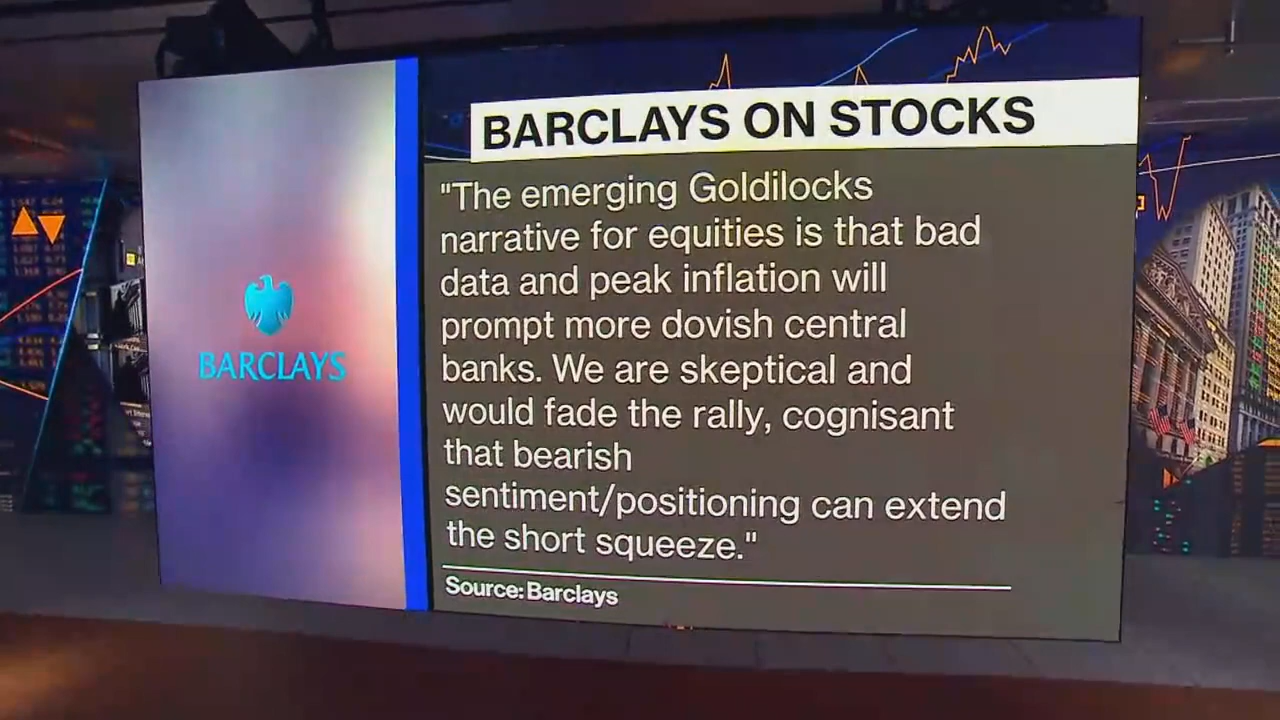 BARCLAYS ON STOCKS
"The emerging Goldilocks
narrative for equities is that bad
data and peak inflation will
prompt more dovish central
banks. We are skeptical and
would fade the rally, cognisant
that bearish
sentiment/positioning can extend
the short squeeze."
Source: Barclays
BARCLAYS